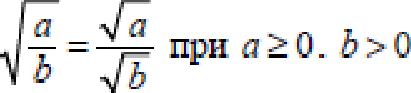 √(a/b) = √a/√b при a ≥ 0. b > 0